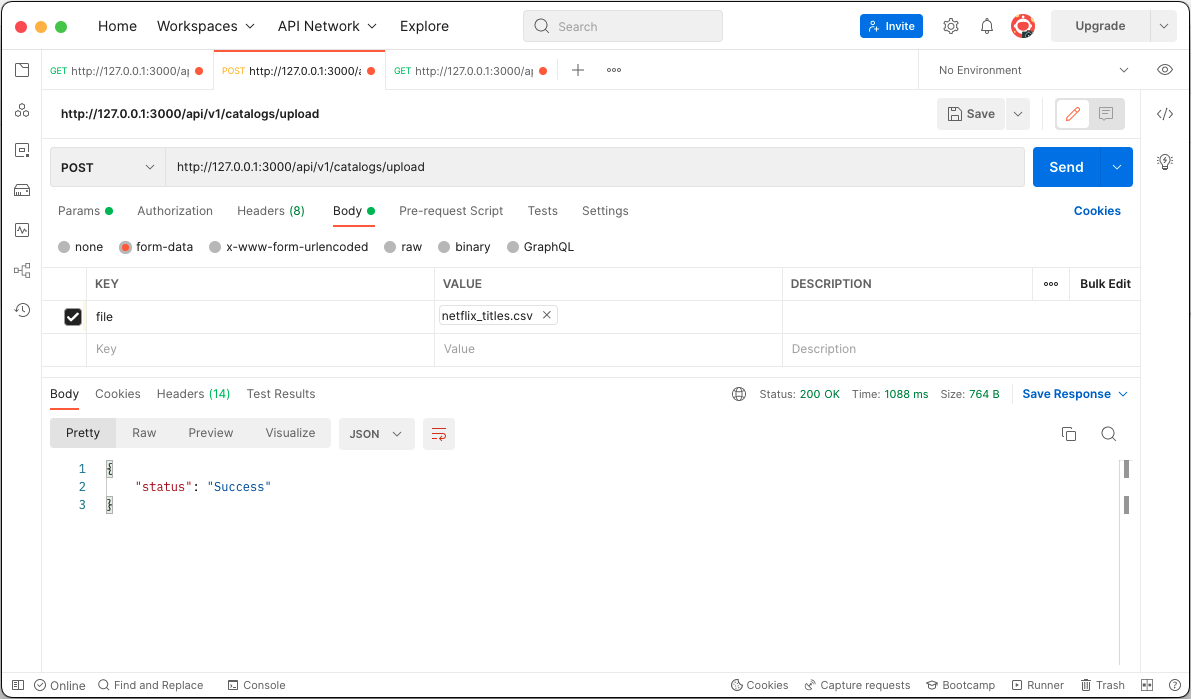 Home Workspaces API Network Explore Search Invite Upgrade
GET http://127.0.0.1:3000/ap POST http://127.0.0.1:3000/a GET http://127.0.0.1:3000/ap No Environment
http://127.0.0.1:3000/api/v1/catalogs/upload Save
POST http://127.0.0.1:3000/api/v1/catalogs/upload Send
Params Authorization Headers (8) Body Pre-request Script Tests Settings Cookies
none form-data x-www-form-urlencoded raw binary GraphQL
KEY VALUE DESCRIPTION Bulk Edit
file netflix_titles.csv
Key Value Description
Body Cookies Headers (14) Test Results Status: 200 OK Time: 1088 ms Size: 764 B Save Response
Pretty Raw Preview Visualize JSON
1 {
2 "status": "Success"
3 }
Online Find and Replace Console Cookies Capture requests Bootcamp Runner Trash